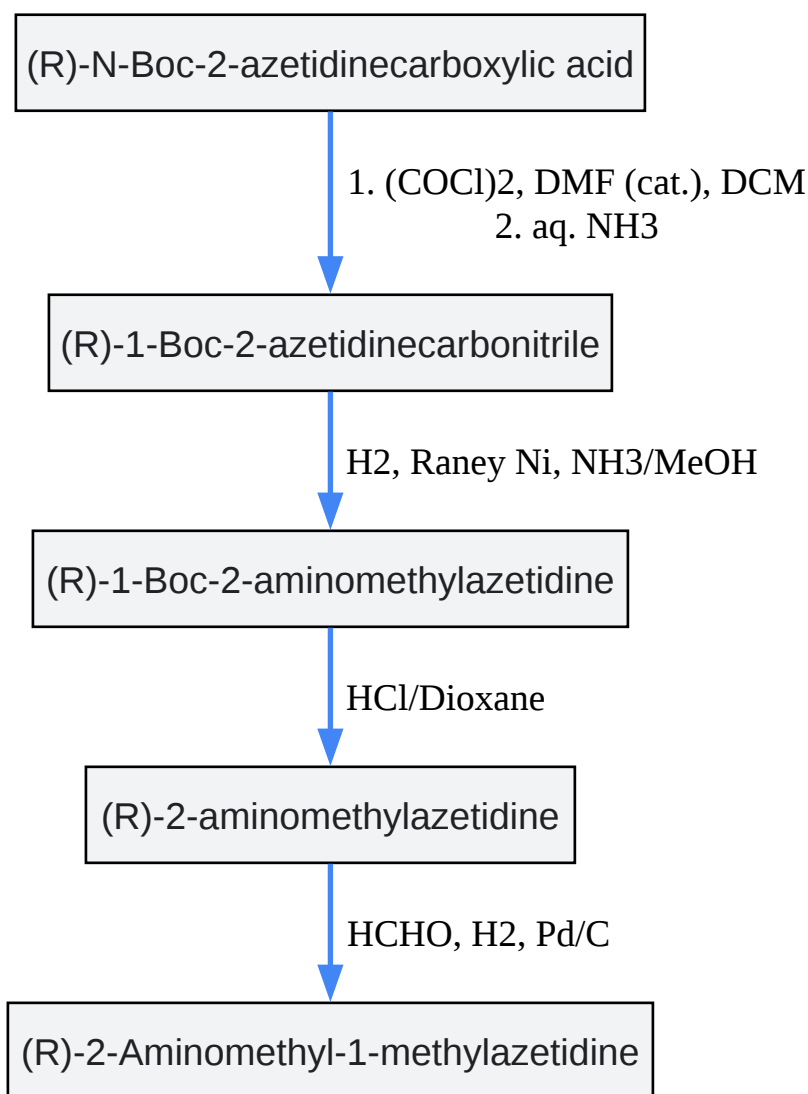 (R)-N-Boc-2-azetidinecarboxylic acid
1. (COCl)2, DMF (cat.), DCM
2. aq. NH3
(R)-1-Boc-2-azetidinecarbonitrile
H2, Raney Ni, NH3/MeOH
(R)-1-Boc-2-aminomethylazetidine
HCl/Dioxane
(R)-2-aminomethylazetidine
HCHO, H2, Pd/C
(R)-2-Aminomethyl-1-methylazetidine